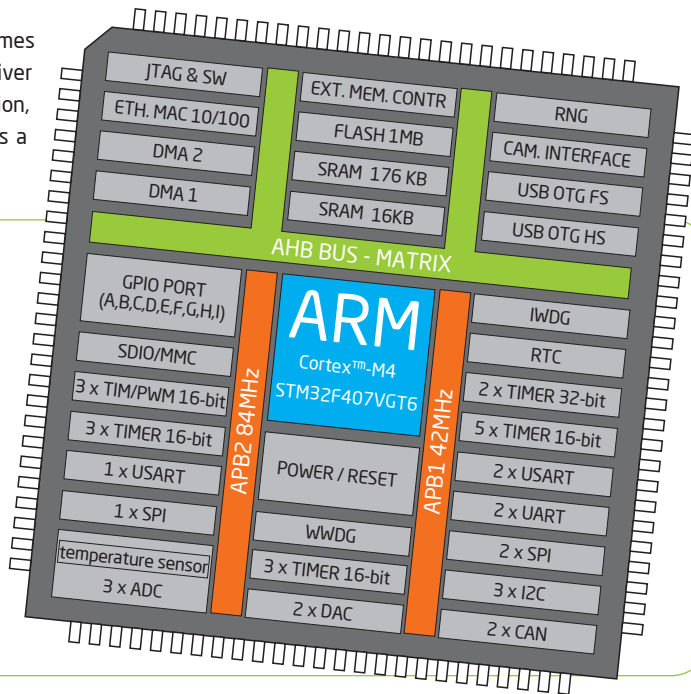 mes
iver
ion,
s a
JTAG & SW
ETH. MAC 10/100
DMA 2
DMA 1
EXT. MEM. CONTR
FLASH 1MB
SRAM 176 KB
SRAM 16KB
RNG
CAM. INTERFACE
USB OTG FS
USB OTG HS
AHB BUS - MATRIX
GPIO PORT
(A,B,C,D,E,F,G,H,I)
SDIO/MMC
3 x TIM/PWM 16-bit
3 x TIMER 16-bit
1 x USART
1 x SPI
temperature sensor
3 x ADC
APB2 84MHz
ARM
Cortex™-M4
STM32F407VGT6
POWER / RESET
WWDG
3 x TIMER 16-bit
2 x DAC
APB1 42MHz
IWDG
RTC
2 x TIMER 32-bit
5 x TIMER 16-bit
2 x USART
2 x UART
2 x SPI
3 x I2C
2 x CAN